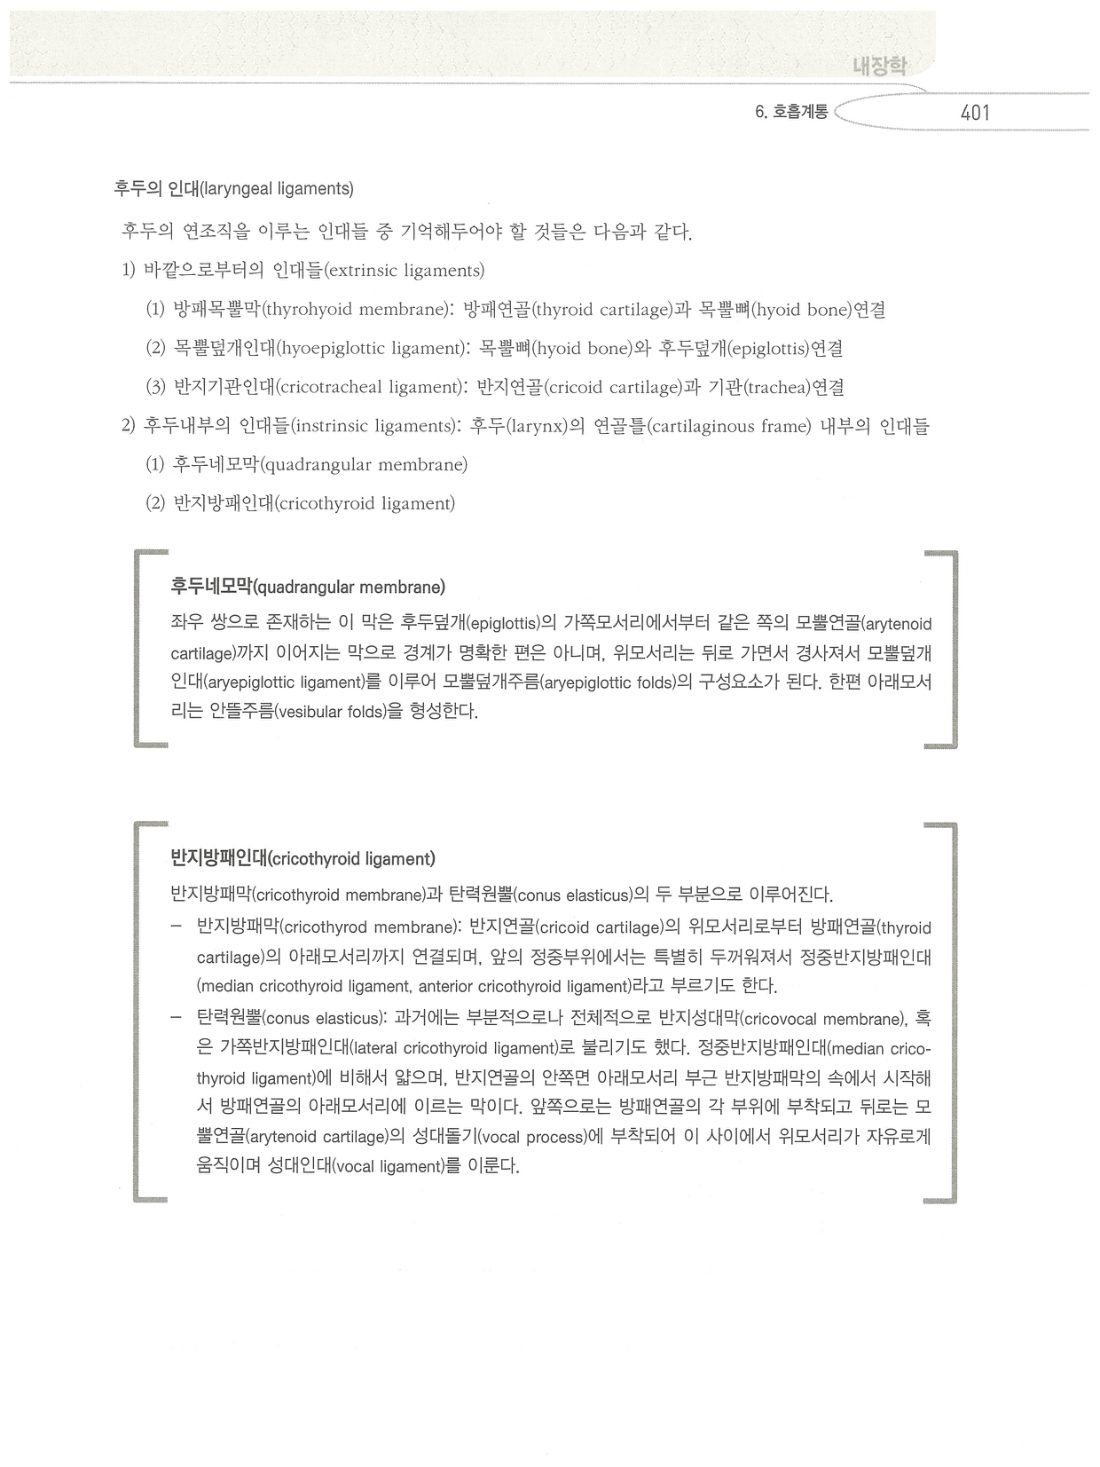 내장학
6. 호흡계통
401
후두의 인대(laryngeal ligaments)
후두의 연조직을 이루는 인대들 중 기억해두어야 할 것들은 다음과 같다.
1) 바깥으로부터의 인대들(extrinsic ligaments)
(1) 방패목뿔막(thyrohyoid membrane): 방패연골(thyroid cartilage)과 목뿔뼈(hyoid bone)연결
(2) 목뿔덮개인대(hyoepiglottic ligament): 목뿔뼈(hyoid bone)와 후두덮개(epiglottis)연결
(3) 반지기관인대(cricotracheal ligament): 반지연골(cricoid cartilage)과 기관(trachea)연결
2) 후두내부의 인대들(instrinsic ligaments): 후두(larynx)의 연골틀(cartilaginous frame) 내부의 인대들
(1) 후두네모막(quadrangular membrane)
(2) 반지방패인대(cricothyroid ligament)
후두네모막(quadrangular membrane)
좌우 쌍으로 존재하는 이 막은 후두덮개(epiglottis)의 가쪽모서리에서부터 같은 쪽의 모뿔연골(arytenoid
cartilage)까지 이어지는 막으로 경계가 명확한 편은 아니며, 위모서리는 뒤로 가면서 경사져서 모뿔덮개
인대(aryepiglottic ligament)를 이루어 모뿔덮개주름(aryepiglottic folds)의 구성요소가 된다. 한편 아래모서
리는 안뜰주름(vesibular folds)을 형성한다.
반지방패인대(cricothyroid ligament)
반지방패막(cricothyroid membrane)과 탄력원뿔(conus elasticus)의 두 부분으로 이루어진다.
– 반지방패막(cricothyrod membrane): 반지연골(cricoid cartilage)의 위모서리로부터 방패연골(thyroid
cartilage)의 아래모서리까지 연결되며, 앞의 정중부위에서는 특별히 두꺼워져서 정중반지방패인대
(median cricothyroid ligament, anterior cricothyroid ligament)라고 부르기도 한다.
– 탄력원뿔(conus elasticus): 과거에는 부분적으로나 전체적으로 반지성대막(cricovocal membrane), 혹
은 가쪽반지방패인대(lateral cricothyroid ligament)로 불리기도 했다. 정중반지방패인대(median crico-
thyroid ligament)에 비해서 얇으며, 반지연골의 안쪽면 아래모서리 부근 반지방패막의 속에서 시작해
서 방패연골의 아래모서리에 이르는 막이다. 앞쪽으로는 방패연골의 각 부위에 부착되고 뒤로는 모
뿔연골(arytenoid cartilage)의 성대돌기(vocal process)에 부착되어 이 사이에서 위모서리가 자유로게
움직이며 성대인대(vocal ligament)를 이룬다.